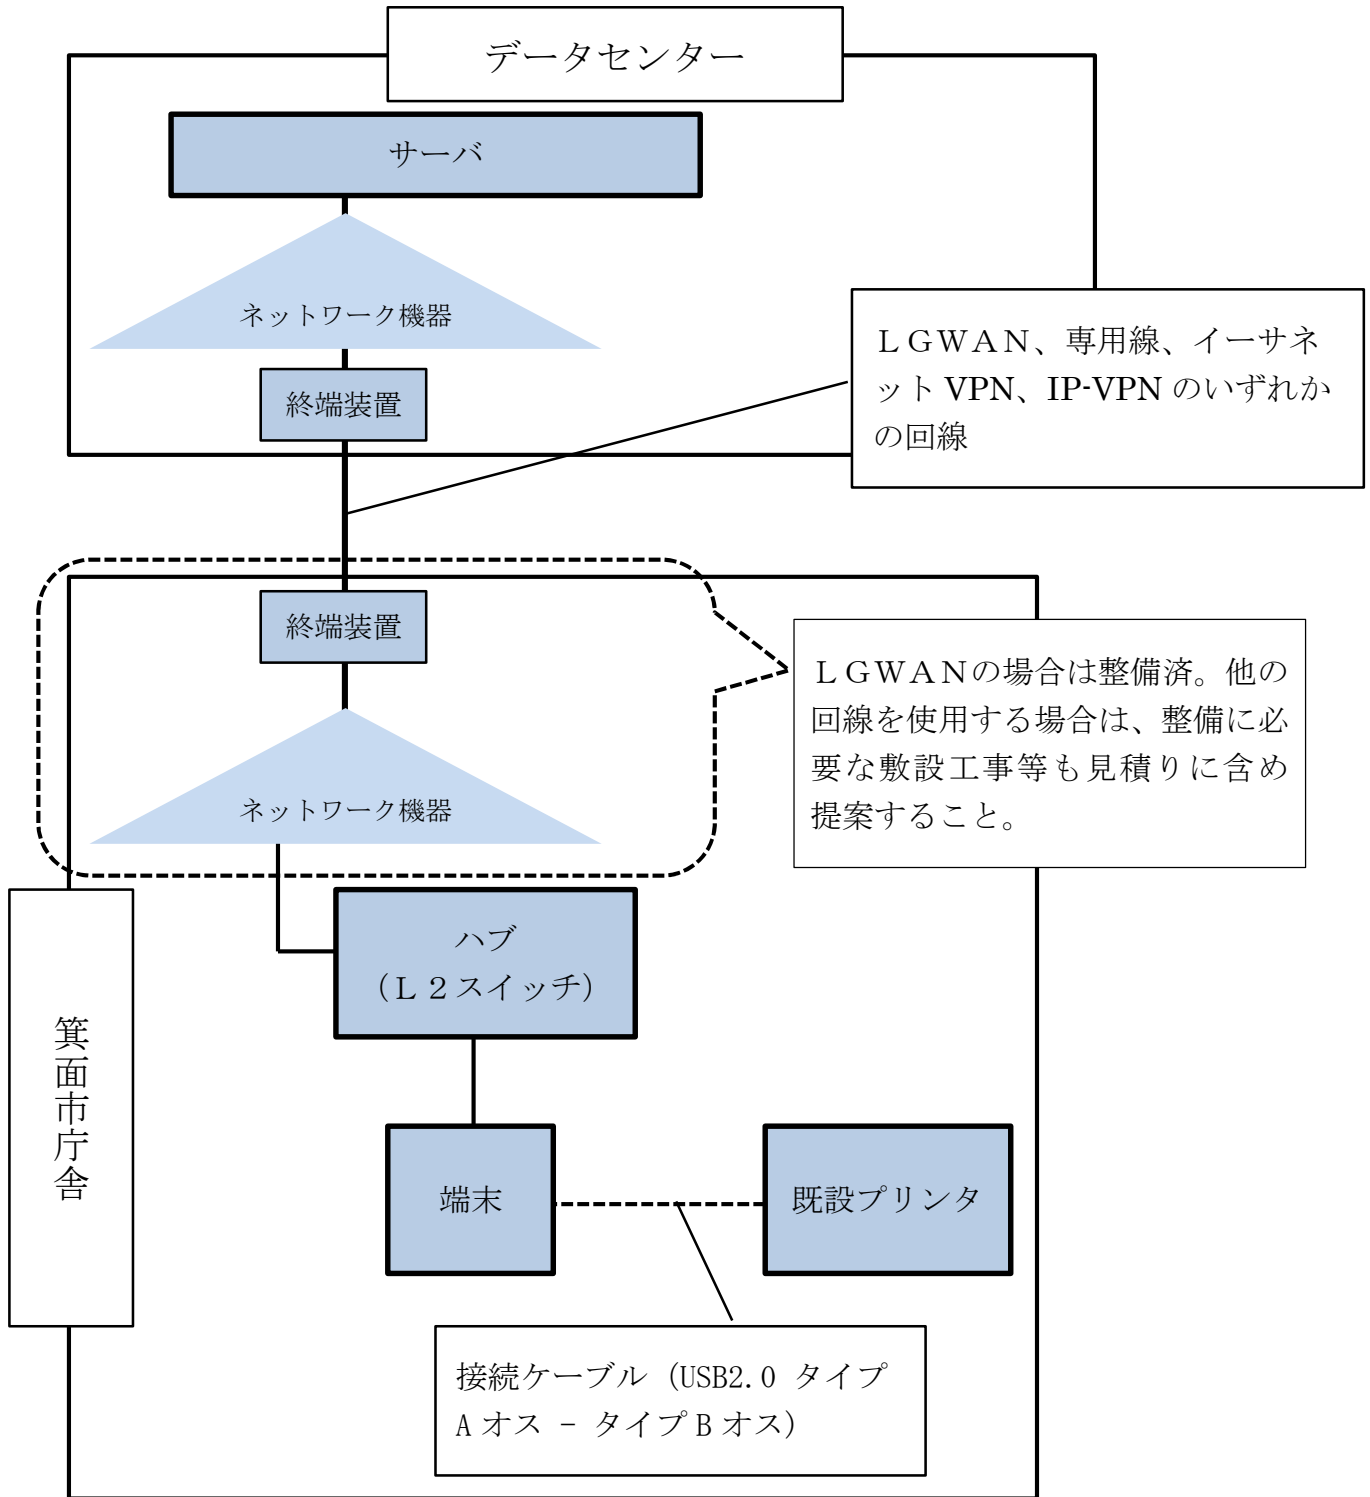 データセンター
サーバ
ネットワーク機器
ＬＧＷＡＮ、専用線、イーサネ
ット VPN、IP-VPN のいずれか
の回線
終端装置
終端装置
ＬＧＷＡＮの場合は整備済。他の
回線を使用する場合は、整備に必
要な敷設工事等も見積りに含め
提案すること。
ネットワーク機器
ハブ
（Ｌ２スイッチ）
箕面市庁舎
端末
既設プリンタ
接続ケーブル（USB2.0 タイプ
A オス － タイプ B オス）